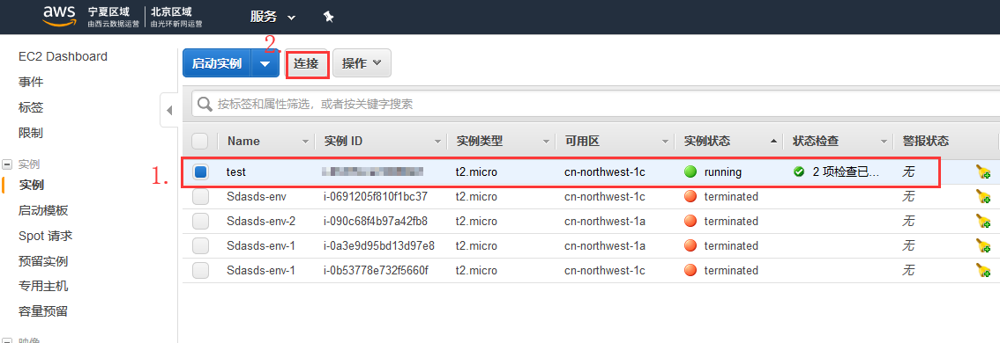 aws 宁夏区域 由西云数据运营 北京区域 由光环新网运营 服务
2.
EC2 Dashboard
启动实例 连接 操作
事件
标签
按标签和属性筛选，或者按关键字搜索
限制
Name 实例 ID 实例类型 可用区 实例状态 状态检查 警报状态
实例
1. test t2.micro cn-northwest-1c running 2 项检查已... 无
实例
Sdasds-env i-0691205f810f1bc37 t2.micro cn-northwest-1c terminated 无
启动模板
Sdasds-env-2 i-090c68f4b97a42fb8 t2.micro cn-northwest-1a terminated 无
Spot 请求
Sdasds-env-1 i-0a3e9d95bd13d97e8 t2.micro cn-northwest-1a terminated 无
预留实例
Sdasds-env-1 i-0b53778e732f5660f t2.micro cn-northwest-1c terminated 无
专用主机
容量预留
映像